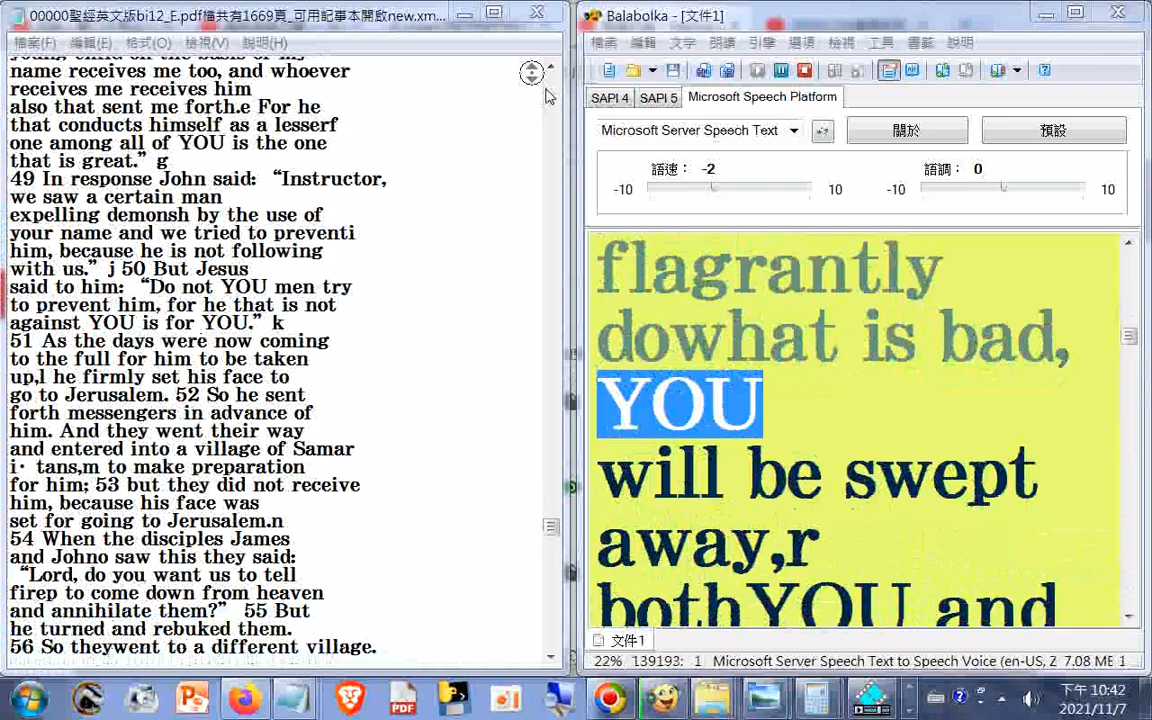 00000聖經英文版bi12_E.pdf檔共有1669頁_可用記事本開啟new.xm...
檔案(F) 編輯(E) 格式(O) 檢視(V) 說明(H)
name receives me too, and whoever
receives me receives him
also that sent me forth.e For he
that conducts himself as a lesserf
one among all of YOU is the one
that is great.” g
49 In response John said: “Instructor,
we saw a certain man
expelling demonsh by the use of
your name and we tried to preventi
him, because he is not following
with us.” j 50 But Jesus
said to him: “Do not YOU men try
to prevent him, for he that is not
against YOU is for YOU.” k
51 As the days were now coming
to the full for him to be taken
up,l he firmly set his face to
go to Jerusalem. 52 So he sent
forth messengers in advance of
him. And they went their way
and entered into a village of Samar
i· tans,m to make preparation
for him; 53 but they did not receive
him, because his face was
set for going to Jerusalem.n
54 When the disciples James
and Johno saw this they said:
“Lord, do you want us to tell
firep to come down from heaven
and annihilate them?” 55 But
he turned and rebuked them.
56 So theywent to a different village.
Balabolka - [文件1]
檔案 編輯 文字 朗讀 引擎 選項 檢視 工具 書籤 說明
SAPI 4 SAPI 5 Microsoft Speech Platform
Microsoft Server Speech Text 關於 預設
語速： -2 語調： 0
-10 10 -10 10
flagrantly
dowhat is bad,
YOU
will be swept
away,r
bothYOU and
文件1
22% 139193: 1 Microsoft Server Speech Text to Speech Voice (en-US, Z 7.08 ME 1
下午 10:42
2021/11/7